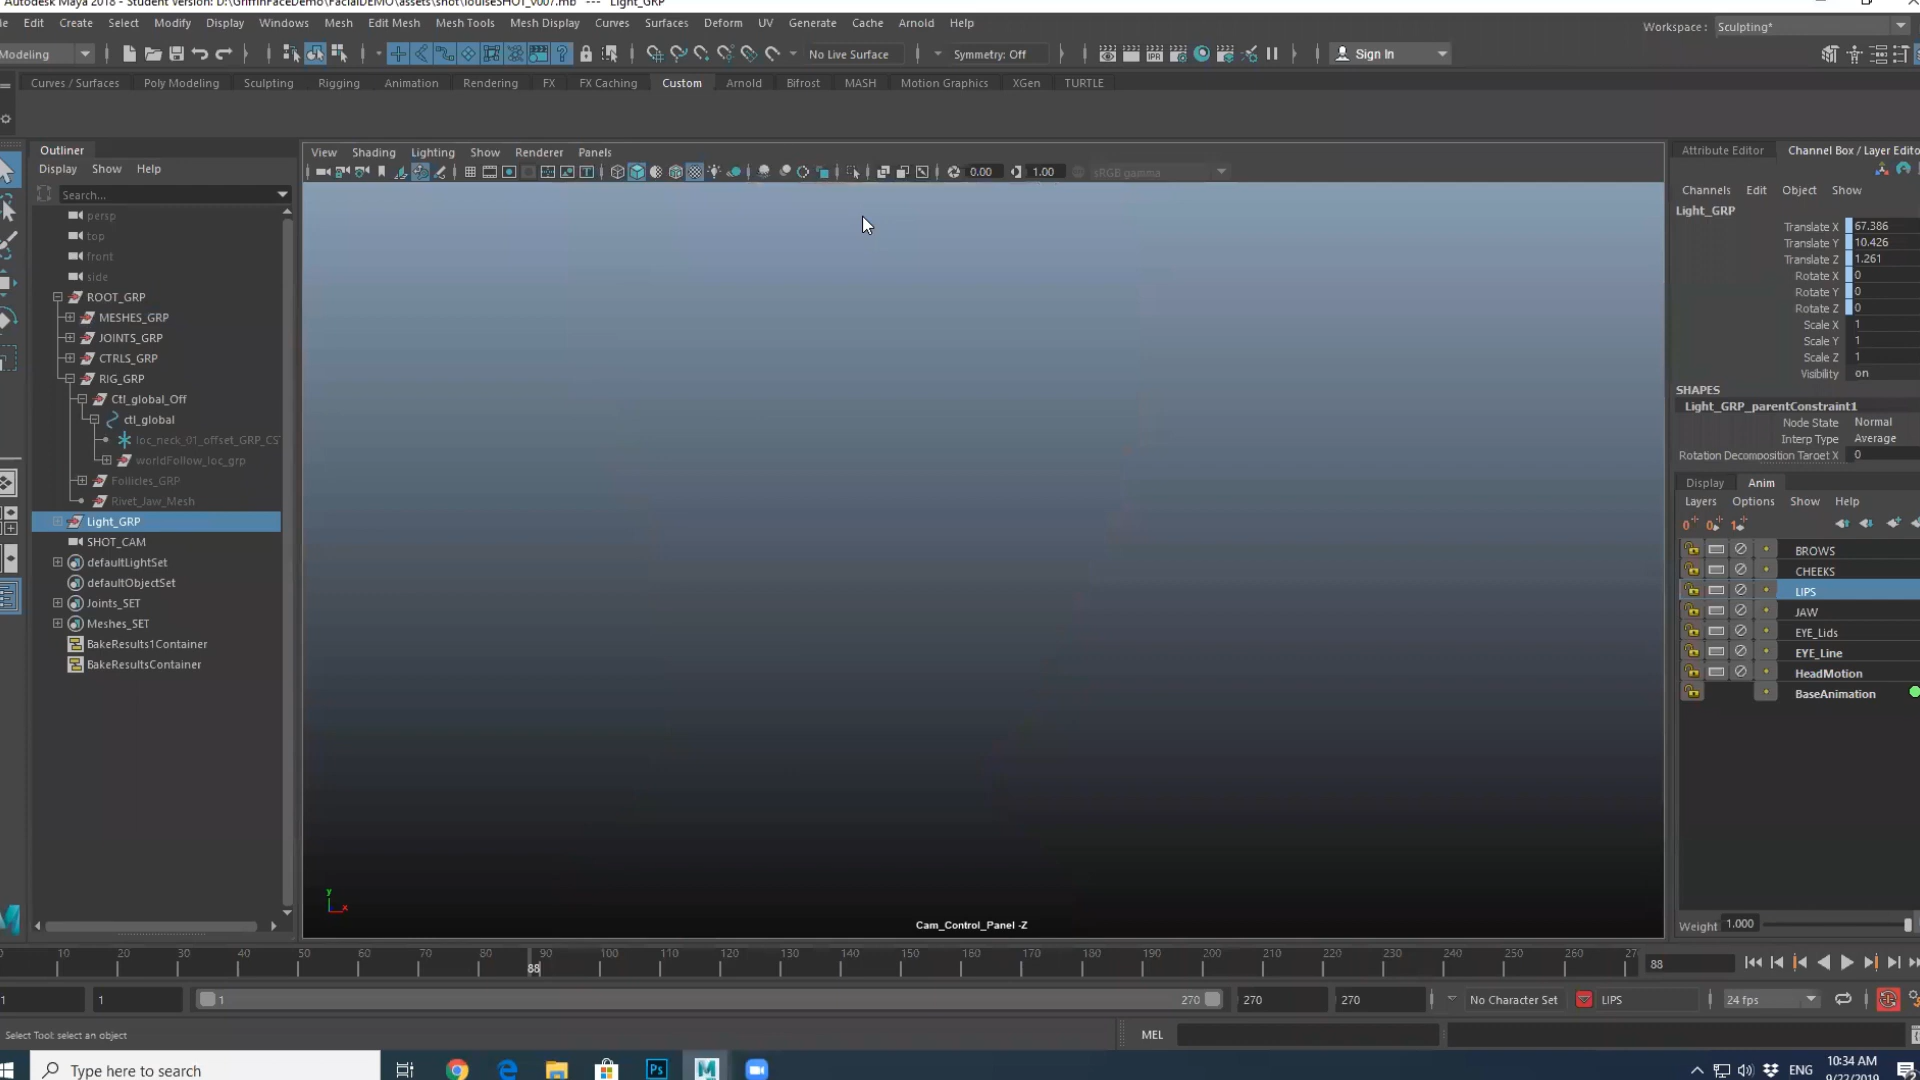 Autodesk Maya 2018 - Student Version: D:\GriffinFaceDemo\FacialDEMO\assets\shot\louiseSHOT_v007.mb --- Light_GRP
Edit Create Select Modify Display Windows Mesh Edit Mesh Mesh Tools Mesh Display Curves Surfaces Deform UV Generate Cache Arnold Help
Workspace : Sculpting*
Modeling No Live Surface Symmetry: Off Sign In
Curves / Surfaces Poly Modeling Sculpting Rigging Animation Rendering FX FX Caching Custom Arnold Bifrost MASH Motion Graphics XGen TURTLE
Outliner
Display Show Help
Search...
persp
top
front
side
ROOT_GRP
MESHES_GRP
JOINTS_GRP
CTRLS_GRP
RIG_GRP
Ctl_global_Off
ctl_global
loc_neck_01_offset_GRP_CS
worldFollow_loc_grp
Follicles_GRP
Rivet_Jaw_Mesh
Light_GRP
SHOT_CAM
defaultLightSet
defaultObjectSet
Joints_SET
Meshes_SET
BakeResults1Container
BakeResultsContainer
View Shading Lighting Show Renderer Panels
0.00 1.00 sRGB gamma
y
x
Cam_Control_Panel -Z
Attribute Editor Channel Box / Layer Edito
Channels Edit Object Show
Light_GRP
Translate X 67.386
Translate Y 10.426
Translate Z 1.261
Rotate X 0
Rotate Y 0
Rotate Z 0
Scale X 1
Scale Y 1
Scale Z 1
Visibility on
SHAPES
Light_GRP_parentConstraint1
Node State Normal
Interp Type Average
Rotation Decomposition Target X 0
Display Anim
Layers Options Show Help
BROWS
CHEEKS
LIPS
JAW
EYE_Lids
EYE_Line
HeadMotion
BaseAnimation
Weight 1.000
10 20 30 40 50 60 70 80 90 100 110 120 130 140 150 160 170 180 190 200 210 220 230 240 250 260 27
88
88
1 1 1 270 270 270 No Character Set LIPS 24 fps
Select Tool: select an object
MEL
Type here to search
Ps
M
ENG
10:34 AM
9/22/2019
2